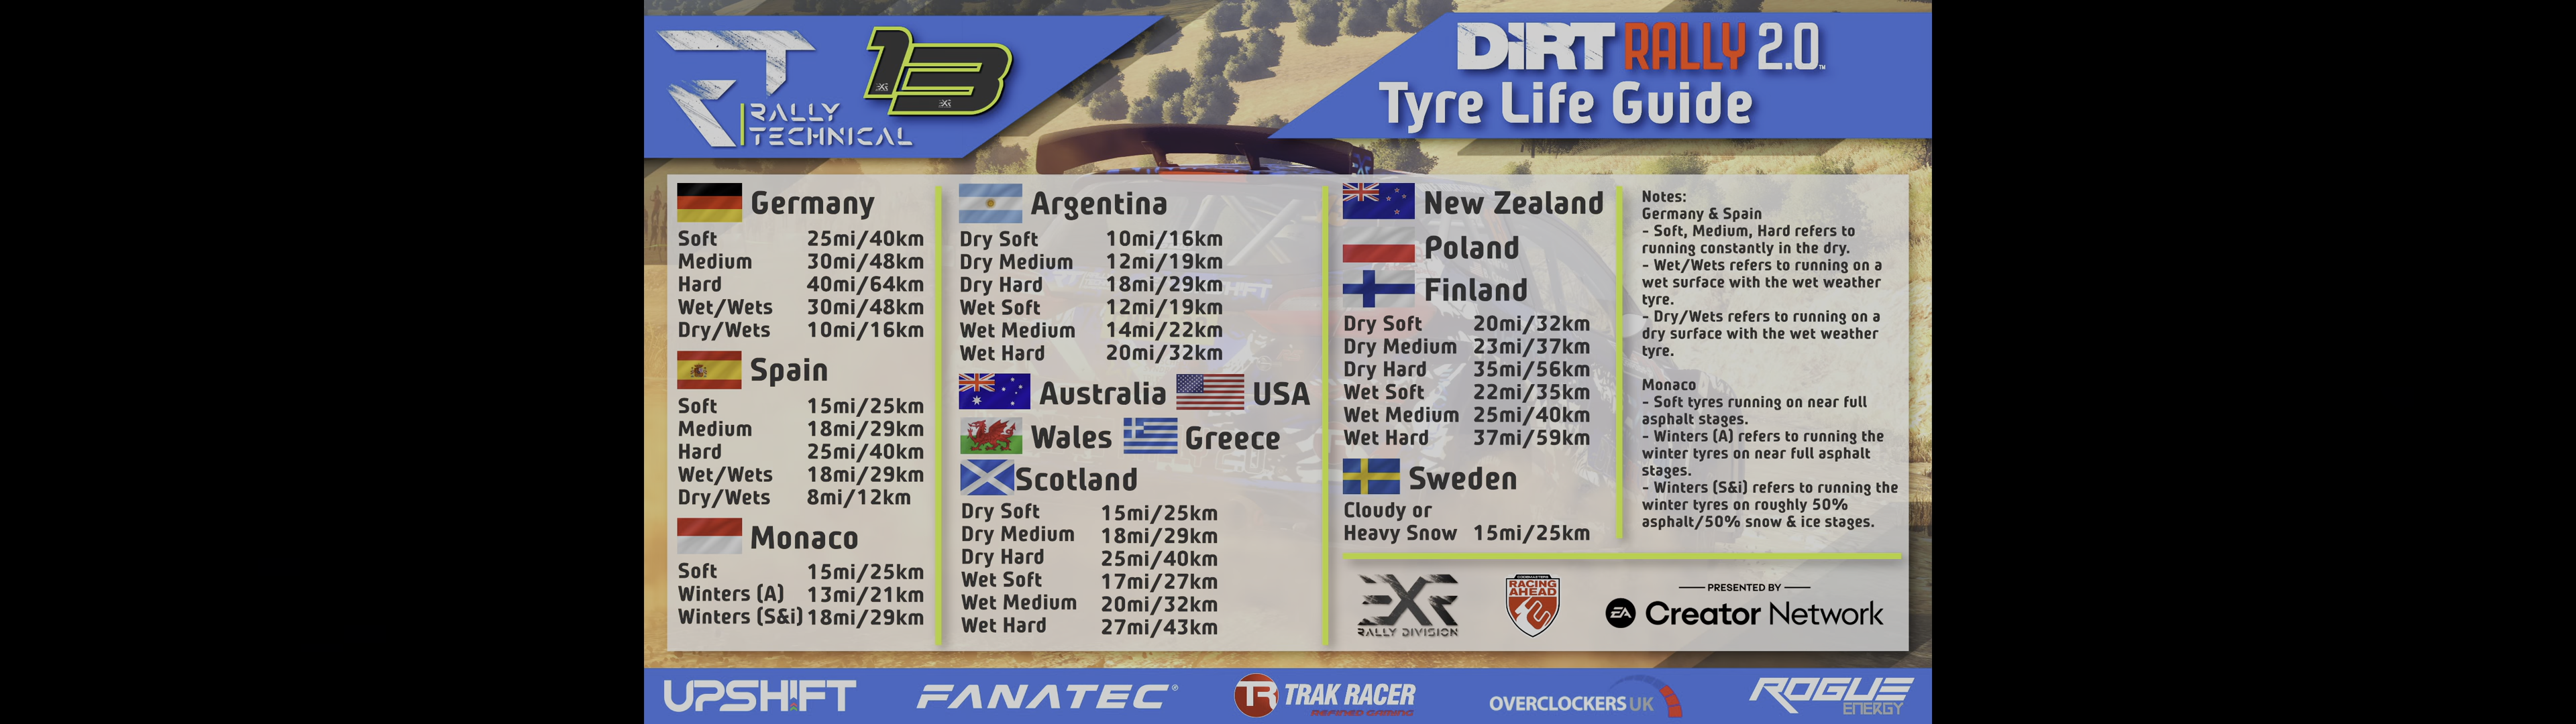 RALLY
TECHNICAL
13
EXR
EXR
DiRT RALLY 2.0™
Tyre Life Guide
Germany
Soft 25mi/40km
Medium 30mi/48km
Hard 40mi/64km
Wet/Wets 30mi/48km
Dry/Wets 10mi/16km
Spain
Soft 15mi/25km
Medium 18mi/29km
Hard 25mi/40km
Wet/Wets 18mi/29km
Dry/Wets 8mi/12km
Monaco
Soft 15mi/25km
Winters (A) 13mi/21km
Winters (S&i) 18mi/29km
Argentina
Dry Soft 10mi/16km
Dry Medium 12mi/19km
Dry Hard 18mi/29km
Wet Soft 12mi/19km
Wet Medium 14mi/22km
Wet Hard 20mi/32km
Australia USA
Wales Greece
Scotland
Dry Soft 15mi/25km
Dry Medium 18mi/29km
Dry Hard 25mi/40km
Wet Soft 17mi/27km
Wet Medium 20mi/32km
Wet Hard 27mi/43km
New Zealand
Poland
Finland
Dry Soft 20mi/32km
Dry Medium 23mi/37km
Dry Hard 35mi/56km
Wet Soft 22mi/35km
Wet Medium 25mi/40km
Wet Hard 37mi/59km
Sweden
Cloudy or
Heavy Snow 15mi/25km
Notes:
Germany & Spain
- Soft, Medium, Hard refers to
running constantly in the dry.
- Wet/Wets refers to running on a
wet surface with the wet weather
tyre.
- Dry/Wets refers to running on a
dry surface with the wet weather
tyre.
Monaco
- Soft tyres running on near full
asphalt stages.
- Winters (A) refers to running the
winter tyres on near full asphalt
stages.
- Winters (S&i) refers to running the
winter tyres on roughly 50%
asphalt/50% snow & ice stages.
EXR
RALLY DIVISION
CODEMASTERS
RACING
AHEAD
PRESENTED BY
EA Creator Network
UPSHIFT
FANATEC®
TR TRAK RACER
DEFINED GAMING
OVERCLOCKERS UK
ROGUE
ENERGY